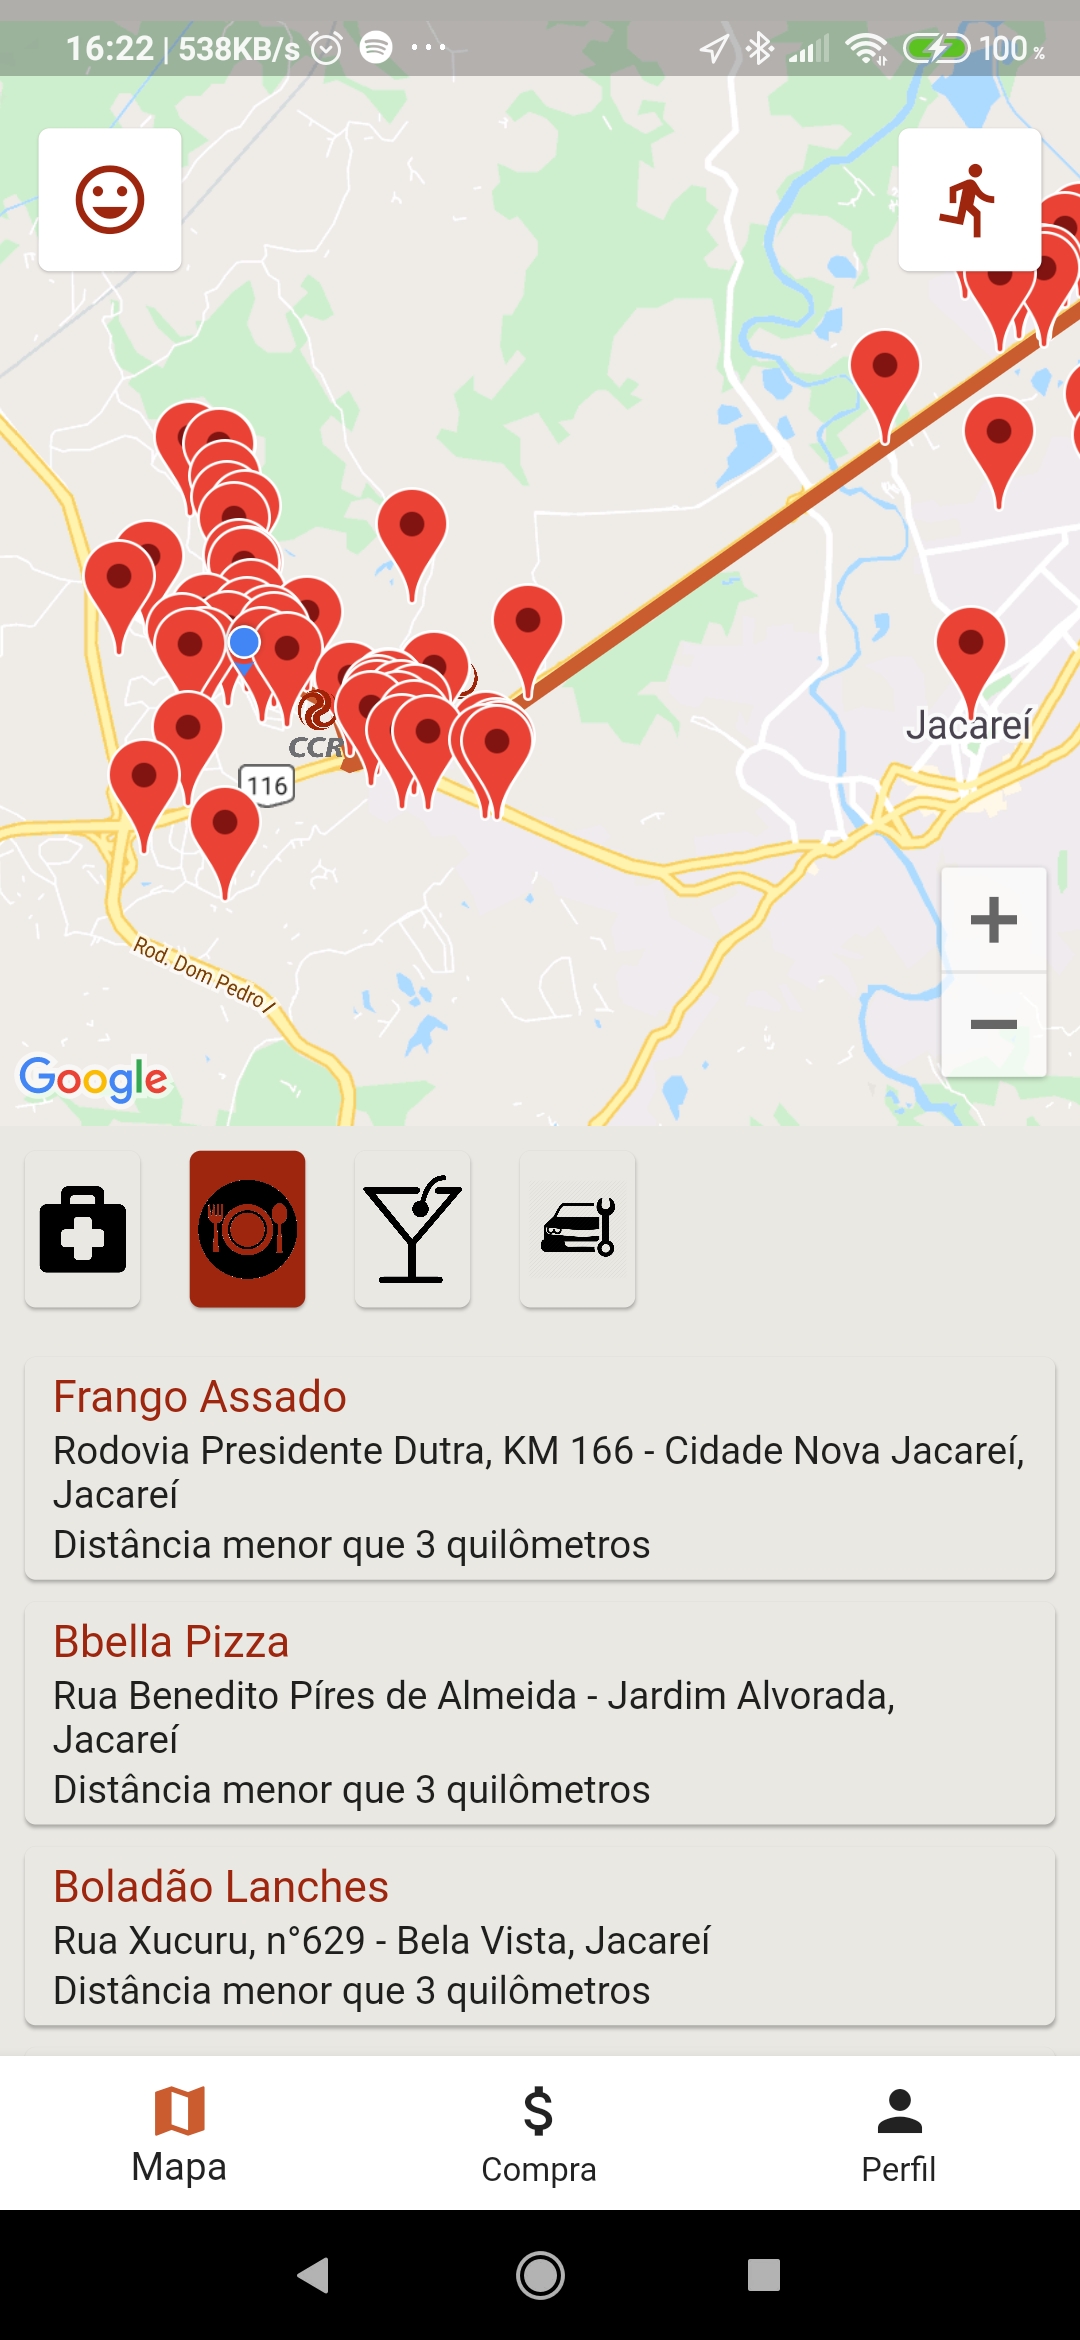 16:22 | 538KB/s ... 100 %
CCR
116
Jacareí
Rod. Dom Pedro I
Google
Frango Assado
Rodovia Presidente Dutra, KM 166 - Cidade Nova Jacareí,
Jacareí
Distância menor que 3 quilômetros
Bbella Pizza
Rua Benedito Píres de Almeida - Jardim Alvorada,
Jacareí
Distância menor que 3 quilômetros
Boladão Lanches
Rua Xucuru, n°629 - Bela Vista, Jacareí
Distância menor que 3 quilômetros
Mapa
Compra
Perfil